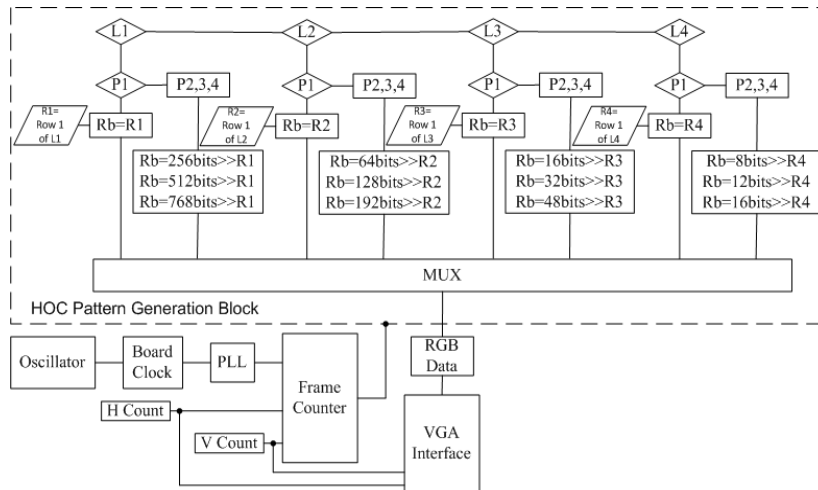 L1 L2 L3 L4
P1 P2,3,4 P1 P2,3,4 P1 P2,3,4 P1 P2,3,4
R1=
Row 1
of L1
Rb=R1
R2=
Row 1
of L2
Rb=R2
R3=
Row 1
of L3
Rb=R3
R4=
Row 1
of L4
Rb=R4
Rb=256bits>>R1
Rb=512bits>>R1
Rb=768bits>>R1
Rb=64bits>>R2
Rb=128bits>>R2
Rb=192bits>>R2
Rb=16bits>>R3
Rb=32bits>>R3
Rb=48bits>>R3
Rb=8bits>>R4
Rb=12bits>>R4
Rb=16bits>>R4
MUX
HOC Pattern Generation Block
Oscillator
Board
Clock
PLL
Frame
Counter
RGB
Data
H Count
V Count
VGA
Interface